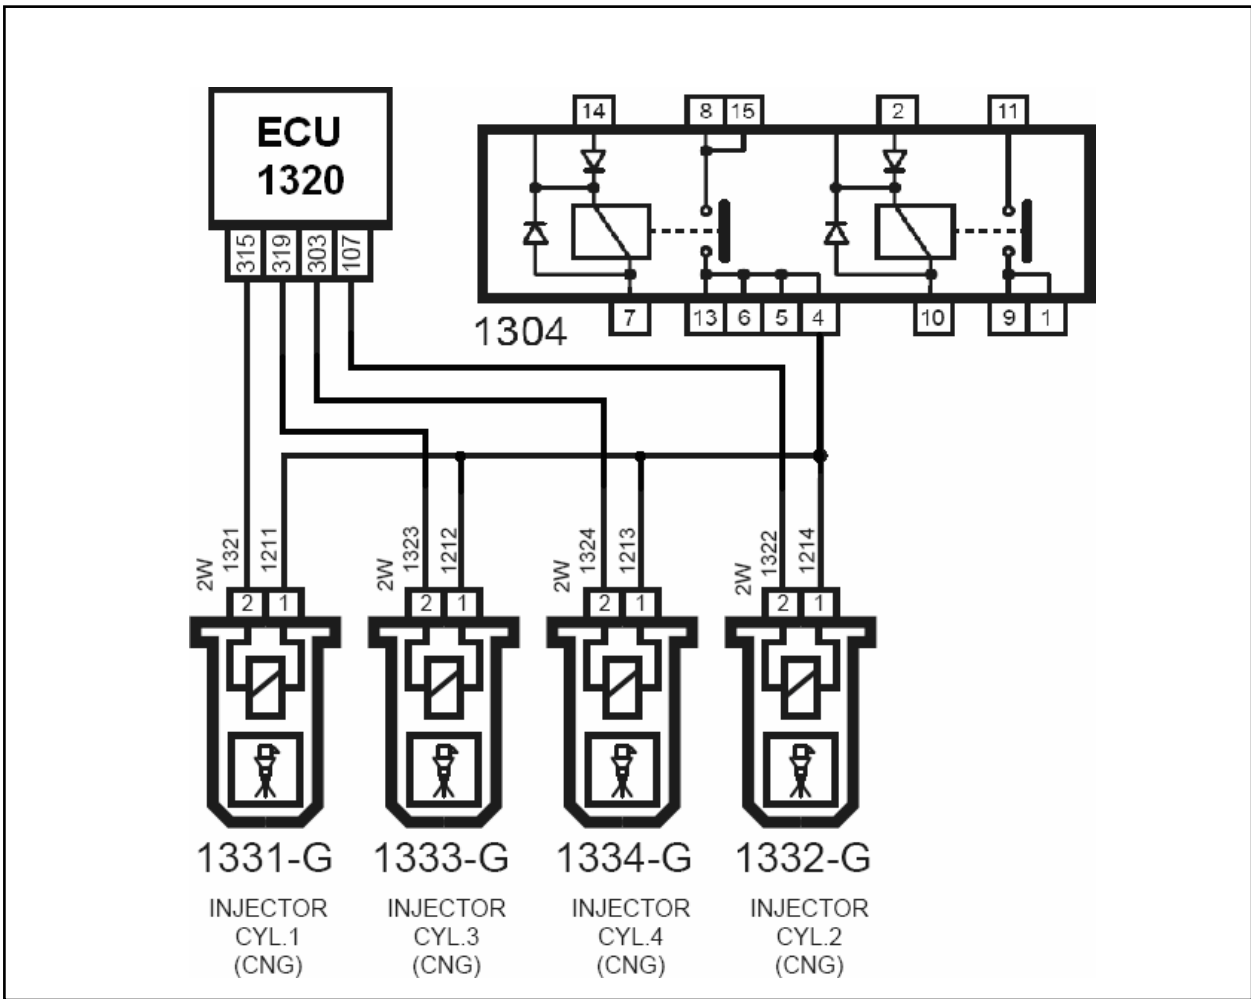 ECU
1320
315 319 303 107
14 8 15 2 11
7 13 6 5 4 10 9 1
1304
2W 1321 1211
2W 1323 1212
2W 1324 1213
2W 1322 1214
2 1
2 1
2 1
2 1
1331-G
INJECTOR
CYL.1
(CNG)
1333-G
INJECTOR
CYL.3
(CNG)
1334-G
INJECTOR
CYL.4
(CNG)
1332-G
INJECTOR
CYL.2
(CNG)